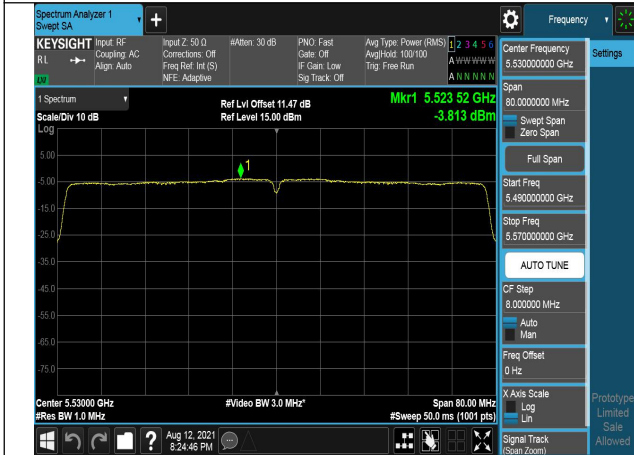 Spectrum Analyzer 1
Swept SA
+
Frequency
KEYSIGHT
RL
Input: RF
Coupling: AC
Align: Auto
Input Z: 50 Ω
Corrections: Off
Freq Ref: Int (S)
NFE: Adaptive
#Atten: 30 dB
PNO: Fast
Gate: Off
IF Gain: Low
Sig Track: Off
Avg Type: Power (RMS)
Avg|Hold: 100/100
Trig: Free Run
1 2 3 4 5 6
A W W W W W
A N N N N N
1 Spectrum
Scale/Div 10 dB
Log
Ref Lvl Offset 11.47 dB
Ref Level 15.00 dBm
Mkr1 5.523 52 GHz
-3.813 dBm
1
5.00
-5.00
-15.0
-25.0
-35.0
-45.0
-55.0
-65.0
-75.0
Center 5.53000 GHz
#Res BW 1.0 MHz
#Video BW 3.0 MHz*
Span 80.00 MHz
#Sweep 50.0 ms (1001 pts)
?
Aug 12, 2021
8:24:46 PM
Center Frequency
5.530000000 GHz
Span
80.0000000 MHz
Swept Span
Zero Span
Full Span
Start Freq
5.490000000 GHz
Stop Freq
5.570000000 GHz
AUTO TUNE
CF Step
8.000000 MHz
Auto
Man
Freq Offset
0 Hz
X Axis Scale
Log
Lin
Signal Track
(Span Zoom)
Settings
Prototype
Limited
Sale
Allowed